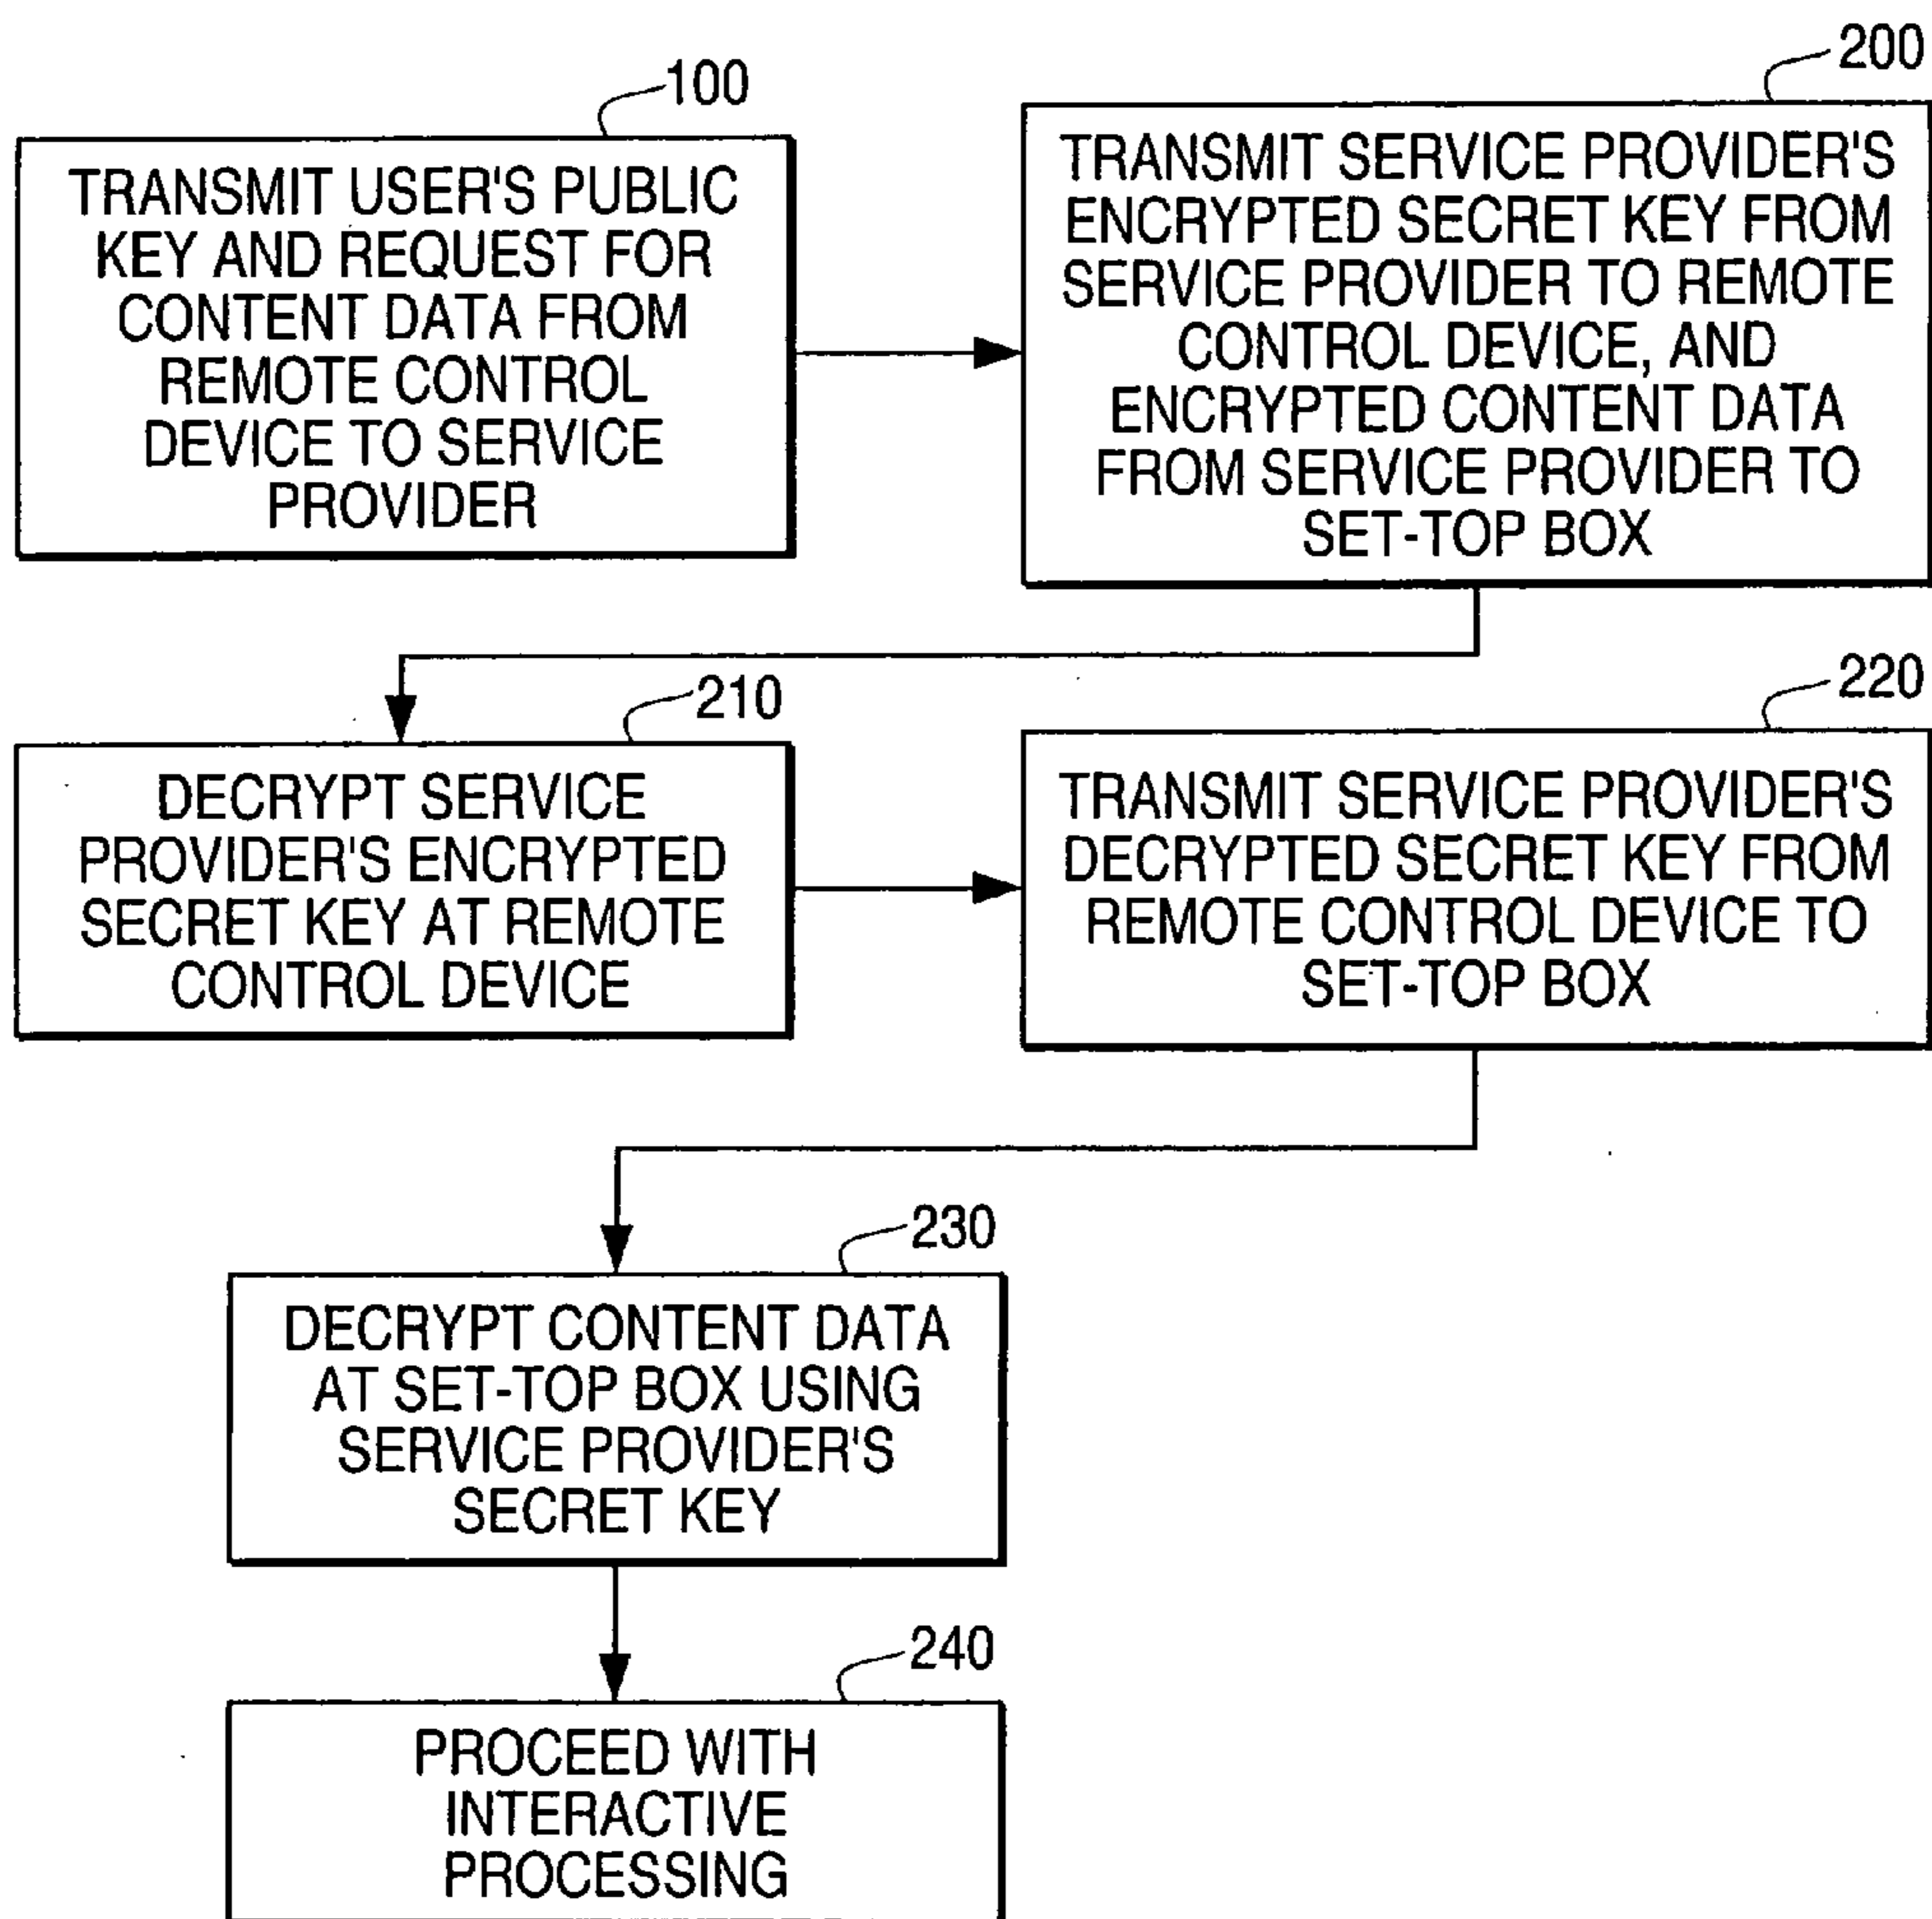 100
TRANSMIT USER'S PUBLIC
KEY AND REQUEST FOR
CONTENT DATA FROM
REMOTE CONTROL
DEVICE TO SERVICE
PROVIDER
200
TRANSMIT SERVICE PROVIDER'S
ENCRYPTED SECRET KEY FROM
SERVICE PROVIDER TO REMOTE
CONTROL DEVICE, AND
ENCRYPTED CONTENT DATA
FROM SERVICE PROVIDER TO
SET-TOP BOX
210
DECRYPT SERVICE
PROVIDER'S ENCRYPTED
SECRET KEY AT REMOTE
CONTROL DEVICE
220
TRANSMIT SERVICE PROVIDER'S
DECRYPTED SECRET KEY FROM
REMOTE CONTROL DEVICE TO
SET-TOP BOX
230
DECRYPT CONTENT DATA
AT SET-TOP BOX USING
SERVICE PROVIDER'S
SECRET KEY
240
PROCEED WITH
INTERACTIVE
PROCESSING